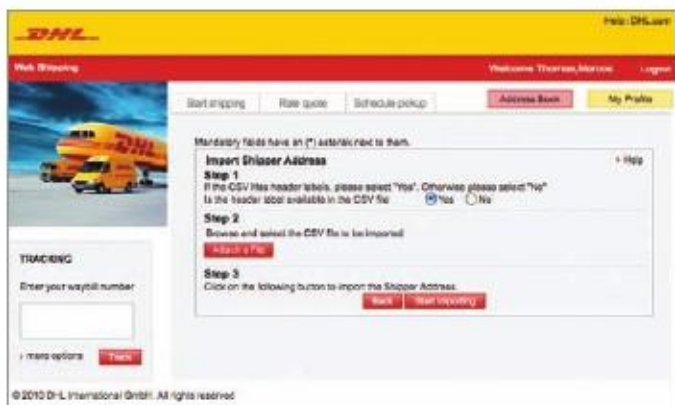 DHL
Help | DHL.com
Web Shipping
Welcome Thomas, Marcos
Logout
Start shipping
Rate quote
Schedule pickup
Address Book
My Profile
Mandatory fields have an (*) asterisk next to them.
Import Shipper Address
Help
Step 1
If the CSV files header labels, please select "Yes". Otherwise please select "No"
Is the header label available in the CSV file
Yes
No
Step 2
Browse and select the CSV file to be imported
Attach a File
Step 3
Click on the following button to import the Shipper Address.
Back
Start importing
TRACKING
Enter your waybill number
more options
Track
© 2010 DHL International GmbH. All rights reserved